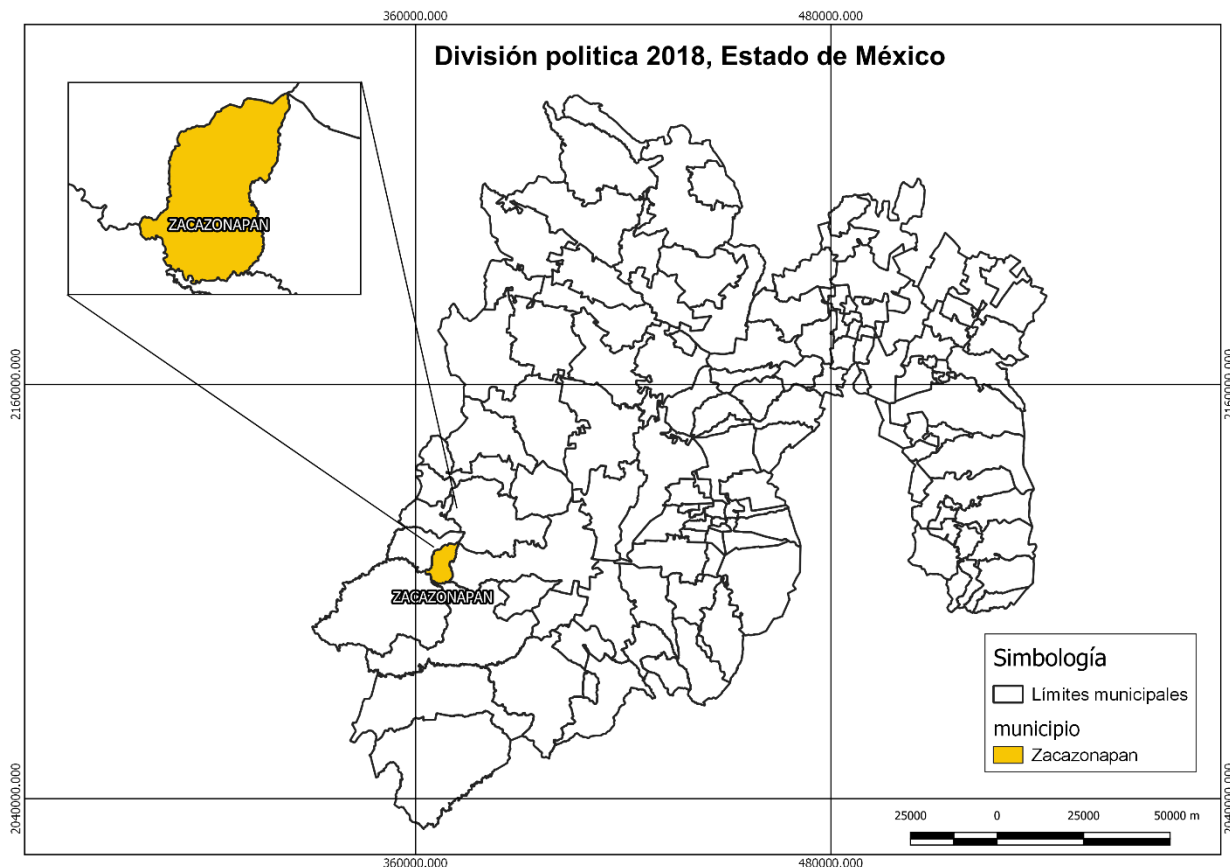 360000.000
480000.000
División politica 2018, Estado de México
ZACAZONAPAN
2160000.000
2160000.000
ZACAZONAPAN
Simbología
Límites municipales
municipio
Zacazonapan
2040000.000
2040000.000
25000 0 25000 50000 m
360000.000
480000.000